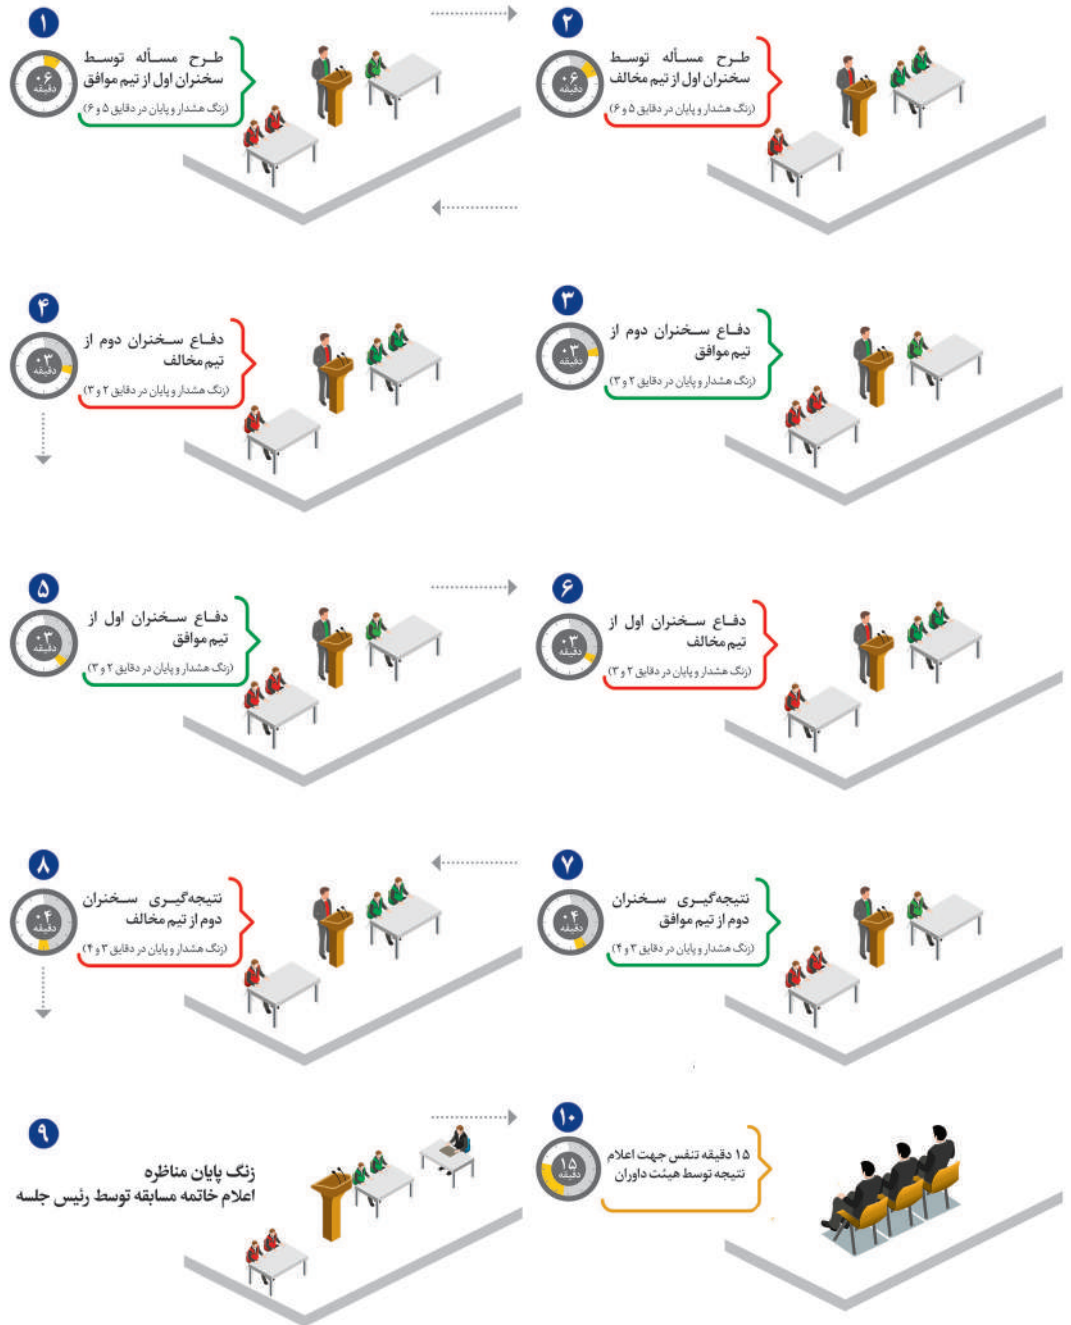 ۱
طرح مسأله توسط
سخنران اول از تیم موافق
(زنگ هشدار و پایان در دقایق ۵ و ۶)
۰۶
دقیقه
۲
طرح مسأله توسط
سخنران اول از تیم مخالف
(زنگ هشدار و پایان در دقایق ۵ و ۶)
۰۶
دقیقه
۳
دفاع سخنران دوم از
تیم موافق
(زنگ هشدار و پایان در دقایق ۲ و ۳)
۰۳
دقیقه
۴
دفاع سخنران دوم از
تیم مخالف
(زنگ هشدار و پایان در دقایق ۲ و ۳)
۰۳
دقیقه
۵
دفاع سخنران اول از
تیم موافق
(زنگ هشدار و پایان در دقایق ۲ و ۳)
۰۳
دقیقه
۶
دفاع سخنران اول از
تیم مخالف
(زنگ هشدار و پایان در دقایق ۲ و ۳)
۰۳
دقیقه
۷
نتیجه‌گیری سخنران
دوم از تیم موافق
(زنگ هشدار و پایان در دقایق ۳ و ۴)
۰۴
دقیقه
۸
نتیجه‌گیری سخنران
دوم از تیم مخالف
(زنگ هشدار و پایان در دقایق ۳ و ۴)
۰۴
دقیقه
۹
زنگ پایان مناظره
اعلام خاتمه مسابقه توسط رئیس جلسه
۱۰
۱۵ دقیقه تنفس جهت اعلام
نتیجه توسط هیئت داوران
۱۵
دقیقه